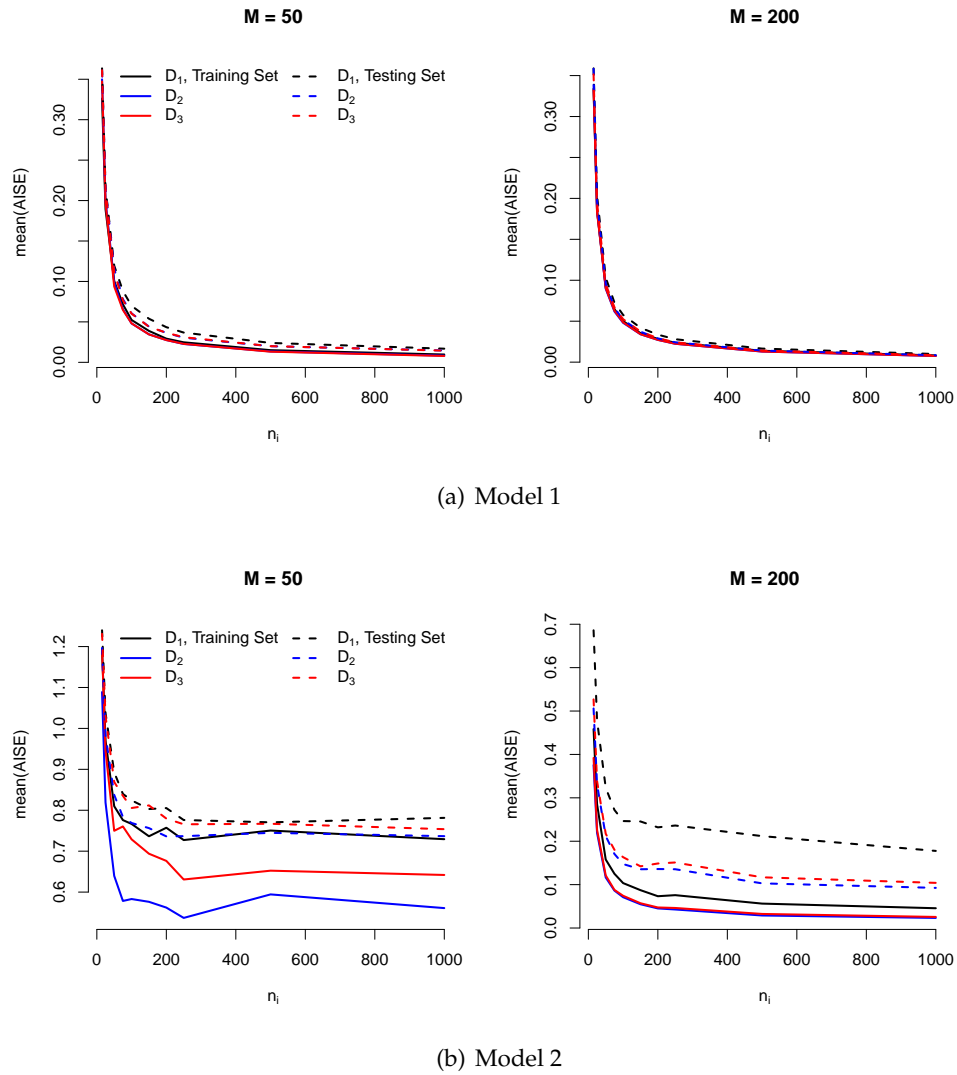 M = 50
mean(AISE)
0.00
0.10
0.20
0.30
D1, Training Set
D2
D3
D1, Testing Set
D2
D3
0 200 400 600 800 1000
ni
M = 200
mean(AISE)
0.00
0.10
0.20
0.30
0 200 400 600 800 1000
ni
(a) Model 1
M = 50
mean(AISE)
0.6
0.7
0.8
0.9
1.0
1.1
1.2
D1, Training Set
D2
D3
D1, Testing Set
D2
D3
0 200 400 600 800 1000
ni
M = 200
mean(AISE)
0.0
0.1
0.2
0.3
0.4
0.5
0.6
0.7
0 200 400 600 800 1000
ni
(b) Model 2